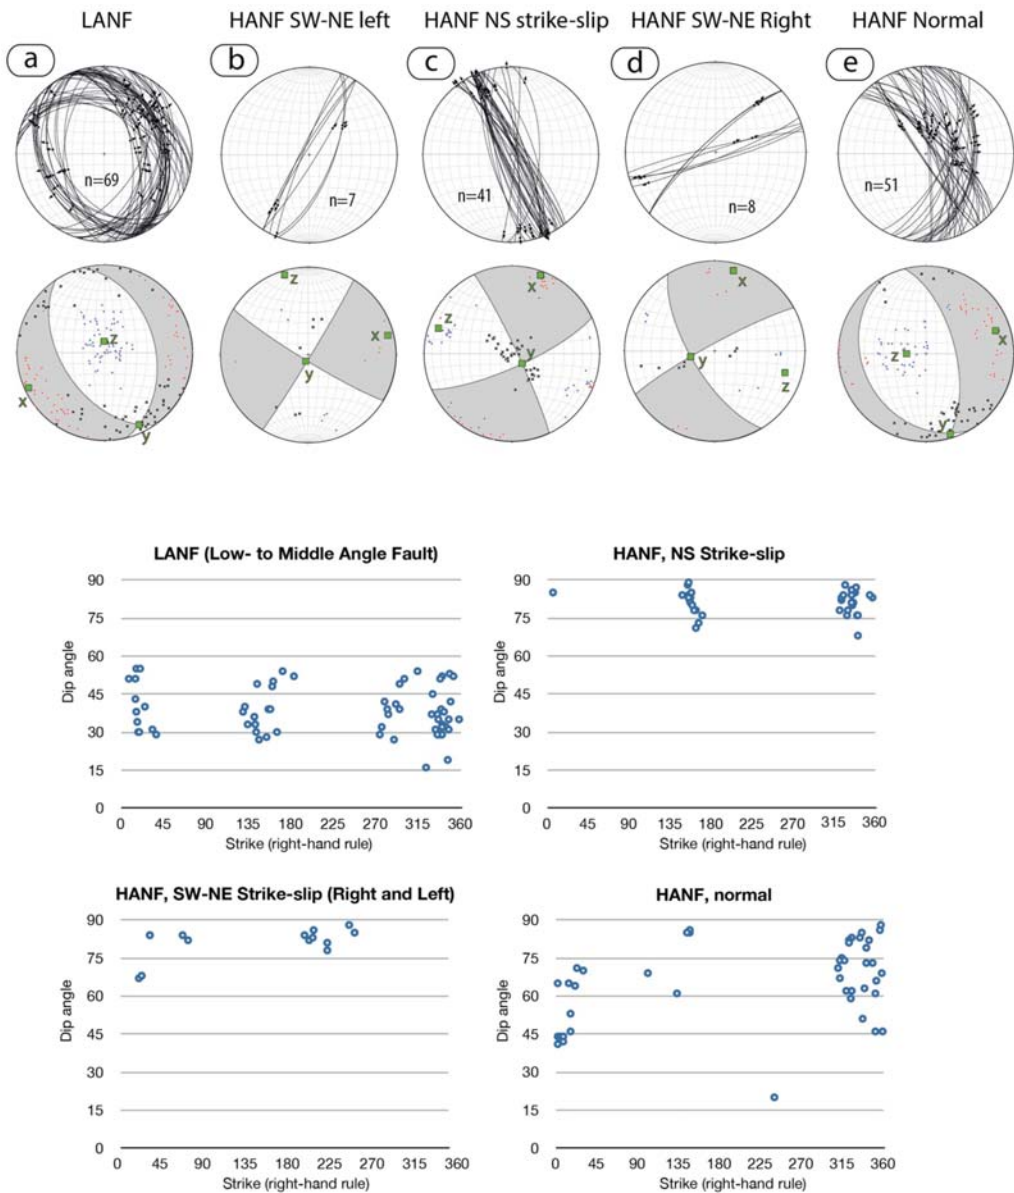 LANF
HANF SW-NE left
HANF NS strike-slip
HANF SW-NE Right
HANF Normal
a
b
c
d
e
n=69
n=7
n=41
n=8
n=51
z
x
y
z
x
y
x
z
y
x
y
z
x
z
y
LANF (Low- to Middle Angle Fault)
90
75
60
45
30
15
0
Dip angle
0 45 90 135 180 225 270 315 360
Strike (right-hand rule)
HANF, NS Strike-slip
90
75
60
45
30
15
0
Dip angle
0 45 90 135 180 225 270 315 360
Strike (right-hand rule)
HANF, SW-NE Strike-slip (Right and Left)
90
75
60
45
30
15
0
Dip angle
0 45 90 135 180 225 270 315 360
Strike (right-hand rule)
HANF, normal
90
75
60
45
30
15
0
Dip angle
0 45 90 135 180 225 270 315 360
Strike (right-hand rule)